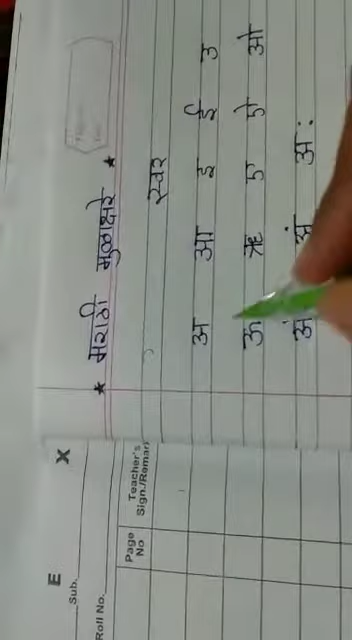 ★ मराठी मुळाक्षरे ★
स्वर
अ आ इ ई उ
ऊ ऋ ए ऐ ओ
अं अः
E X
Sub.
Roll No.
Page No
Teacher's Sign./Remark